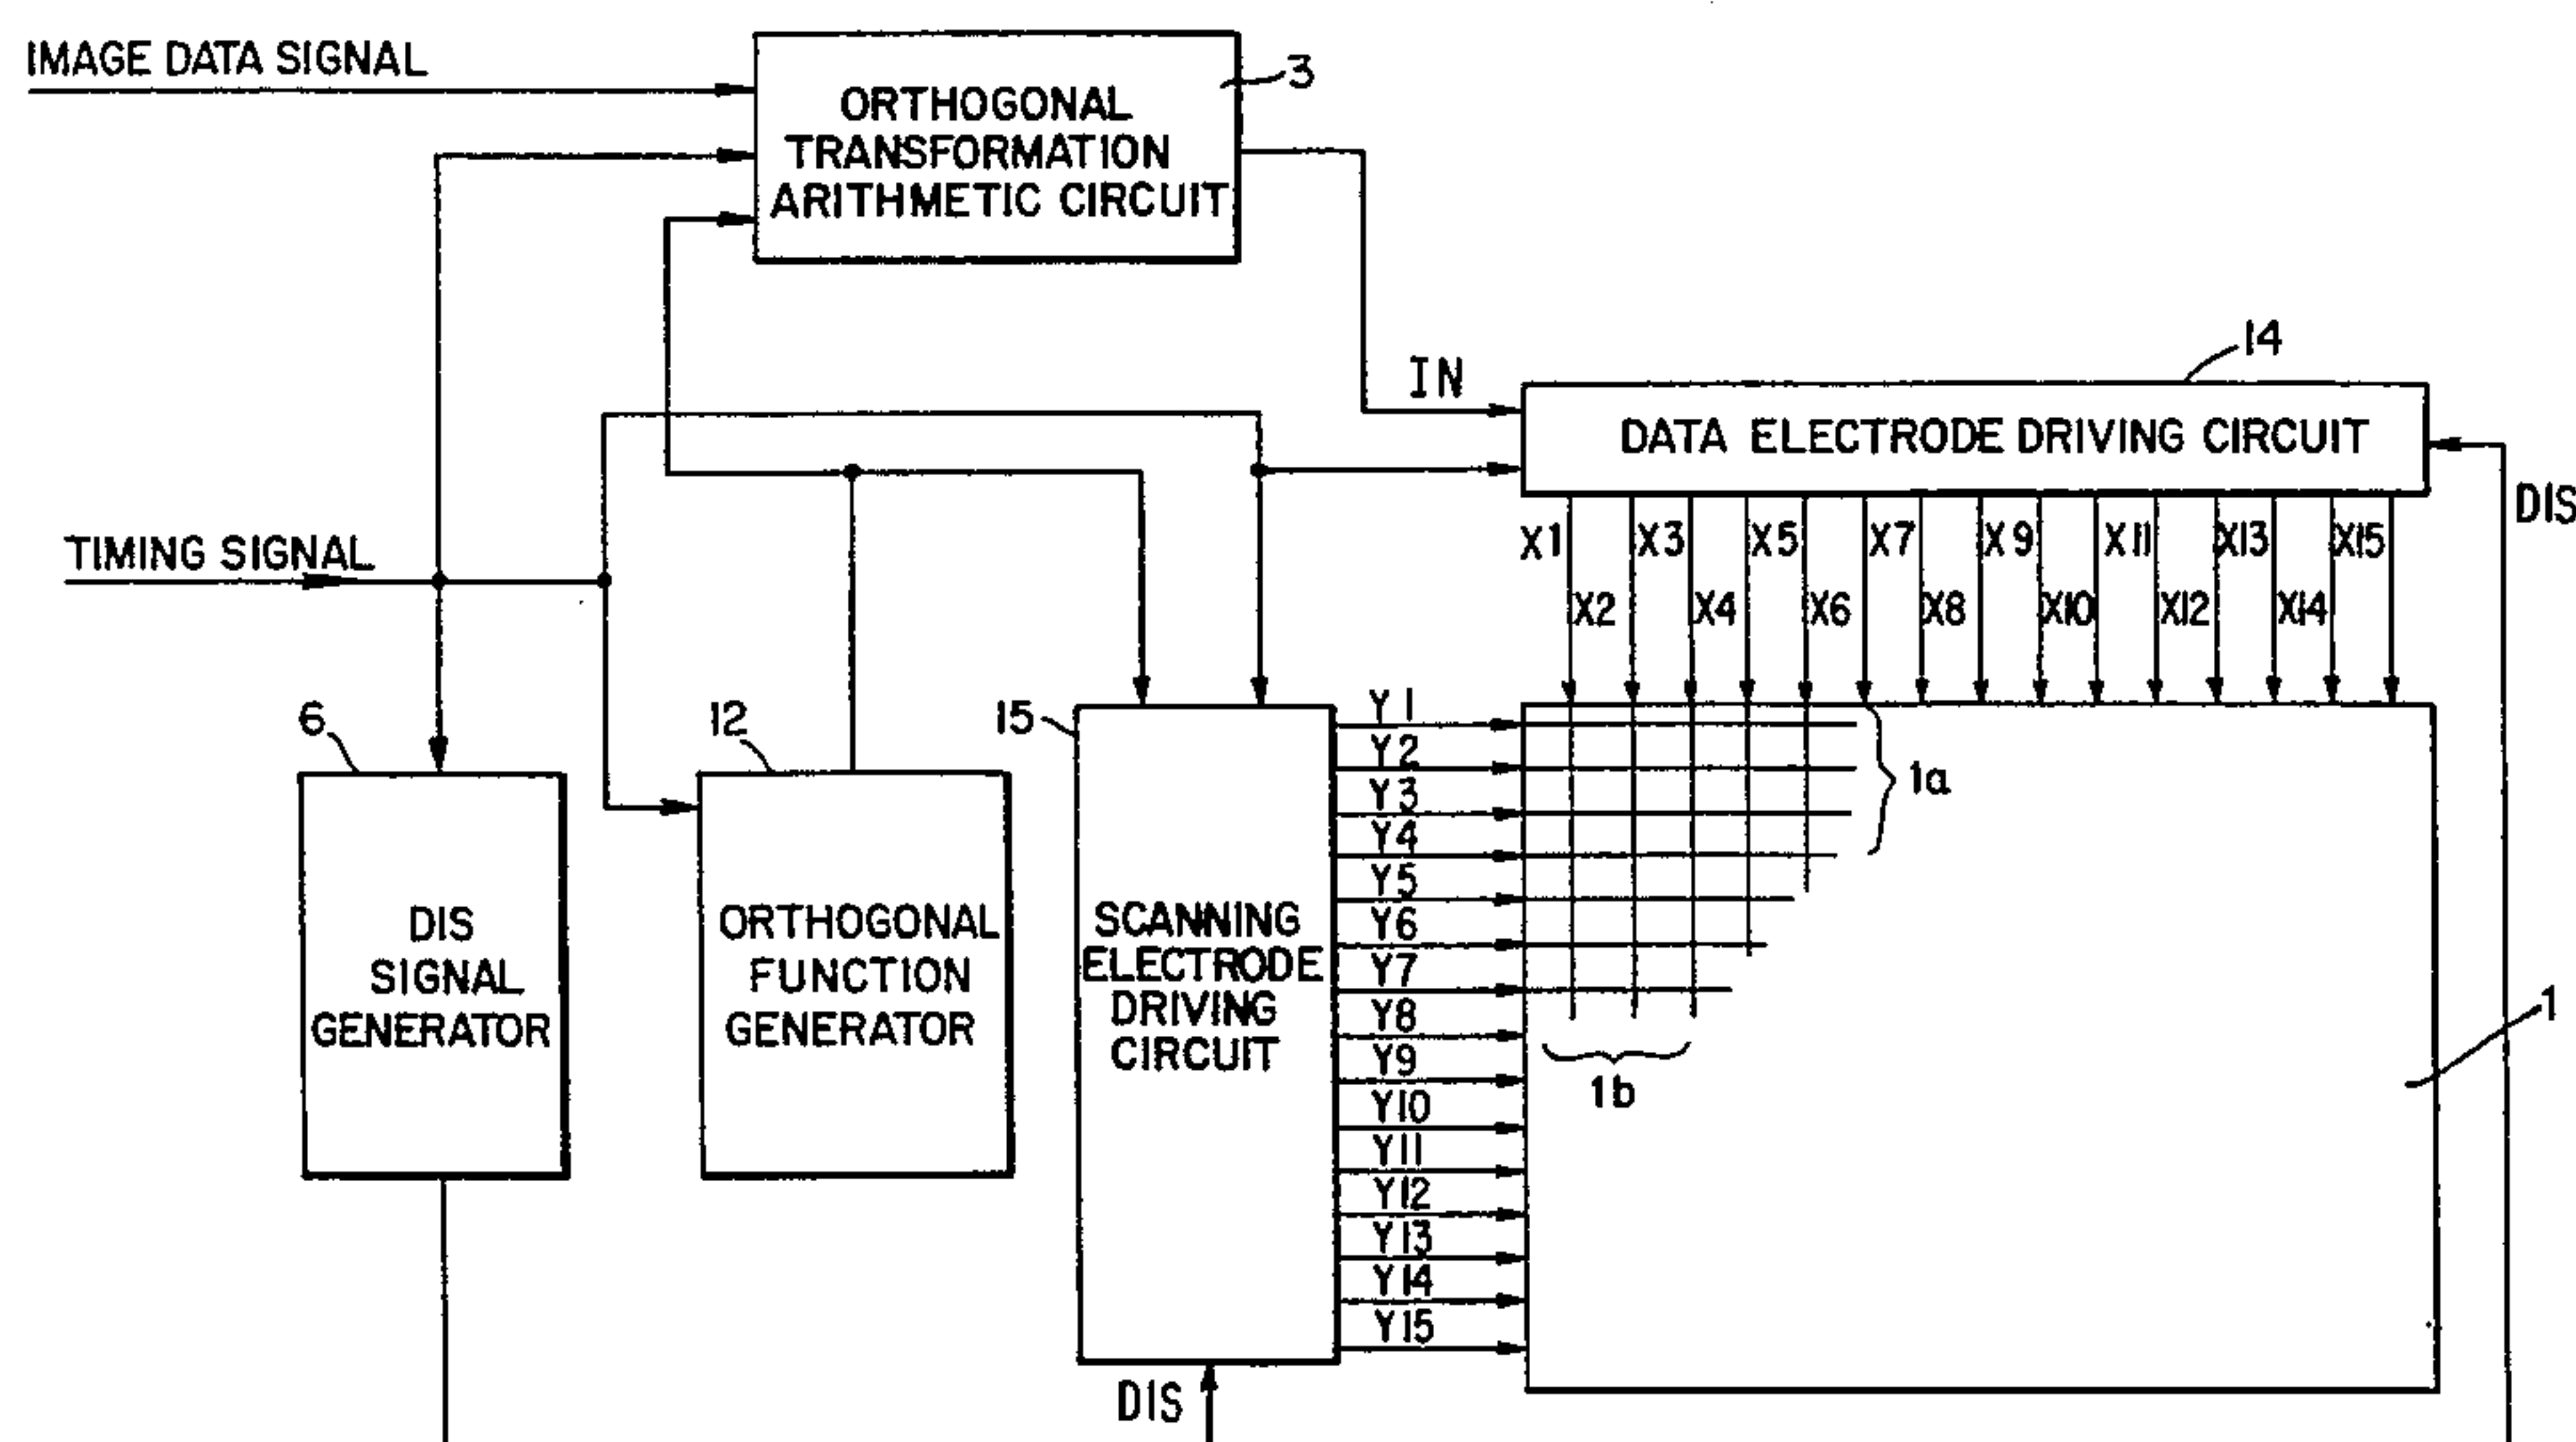 IMAGE DATA SIGNAL
3
ORTHOGONAL
TRANSFORMATION
ARITHMETIC CIRCUIT
14
IN
DATA ELECTRODE DRIVING CIRCUIT
DIS
TIMING SIGNAL
X1 X3 X5 X7 X9 X11 X13 X15
X2 X4 X6 X8 X10 X12 X14
6
12
15
Y1
Y2
Y3
Y4
Y5
Y6
Y7
Y8
Y9
Y10
Y11
Y12
Y13
Y14
Y15
1a
1b
1
DIS
SIGNAL
GENERATOR
ORTHOGONAL
FUNCTION
GENERATOR
SCANNING
ELECTRODE
DRIVING
CIRCUIT
DIS